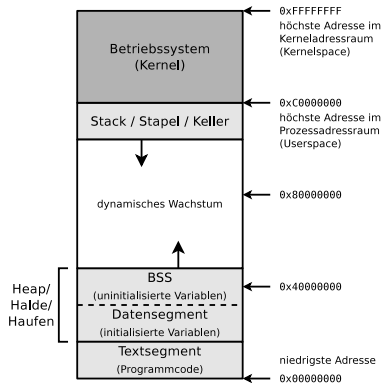 0xFFFFFFFF
höchste Adresse im
Kerneladressraum
(Kernelspace)
Betriebssystem
(Kernel)
0xC0000000
höchste Adresse im
Prozessadressraum
(Userspace)
Stack / Stapel / Keller
dynamisches Wachstum
0x80000000
Heap/
Halde/
Haufen
BSS
(uninitialisierte Variablen)
0x40000000
Datensegment
(initialisierte Variablen)
Textsegment
(Programmcode)
niedrigste Adresse
0x00000000